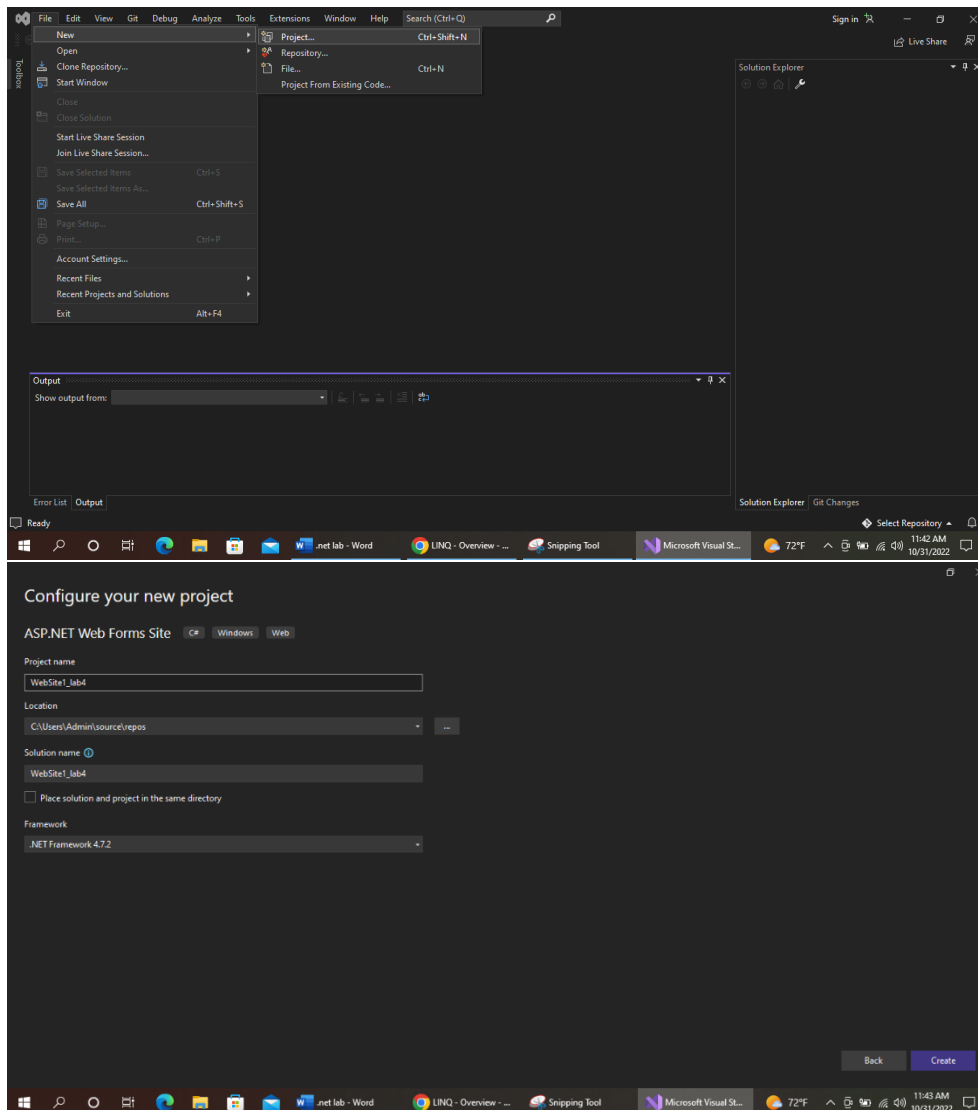 File Edit View Git Debug Analyze Tools Extensions Window Help Search (Ctrl+Q) Sign in
Live Share
New
Project... Ctrl+Shift+N
Open
Repository...
Clone Repository...
File... Ctrl+N
Start Window
Project From Existing Code...
Close
Close Solution
Start Live Share Session
Join Live Share Session...
Save Selected Items Ctrl+S
Save Selected Items As...
Save All Ctrl+Shift+S
Page Setup...
Print... Ctrl+P
Account Settings...
Recent Files
Recent Projects and Solutions
Exit Alt+F4
Toolbox
Solution Explorer
Output
Show output from:
Error List Output
Solution Explorer Git Changes
Ready
Select Repository
.net lab - Word LINQ - Overview - ... Snipping Tool Microsoft Visual St... 72°F 11:42 AM
10/31/2022
Configure your new project
ASP.NET Web Forms Site C# Windows Web
Project name
WebSite1_lab4
Location
C:\Users\Admin\source\repos
...
Solution name
WebSite1_lab4
Place solution and project in the same directory
Framework
.NET Framework 4.7.2
Back Create
.net lab - Word LINQ - Overview - ... Snipping Tool Microsoft Visual St... 72°F 11:43 AM
10/31/2022